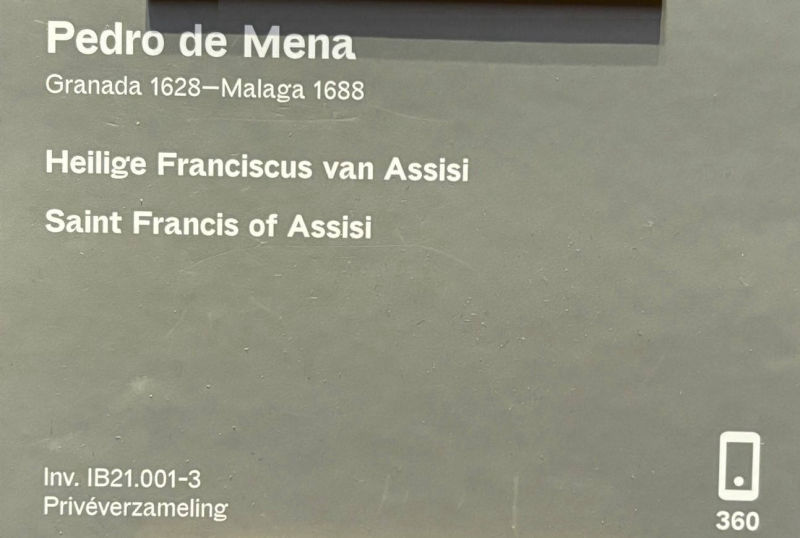 Pedro de Mena
Granada 1628–Malaga 1688
Heilige Franciscus van Assisi
Saint Francis of Assisi
Inv. IB21.001-3
Privéverzameling
360